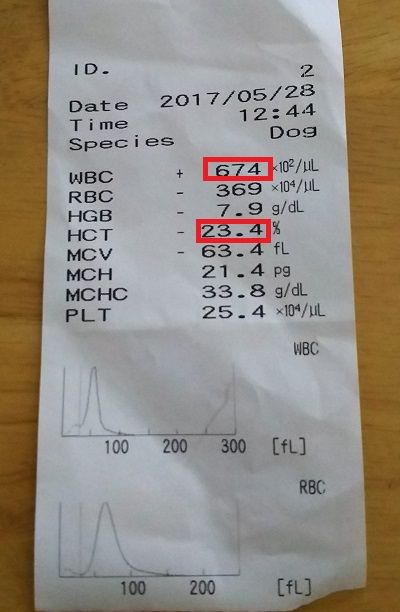 ID. 2
Date 2017/05/28
Time 12:44
Species Dog
WBC + 674 ×10²/μL
RBC - 369 ×10⁴/μL
HGB - 7.9 g/dL
HCT - 23.4 %
MCV - 63.4 fL
MCH 21.4 pg
MCHC 33.8 g/dL
PLT 25.4 ×10⁴/μL
WBC
100 200 300 [fL]
RBC
100 200 [fL]